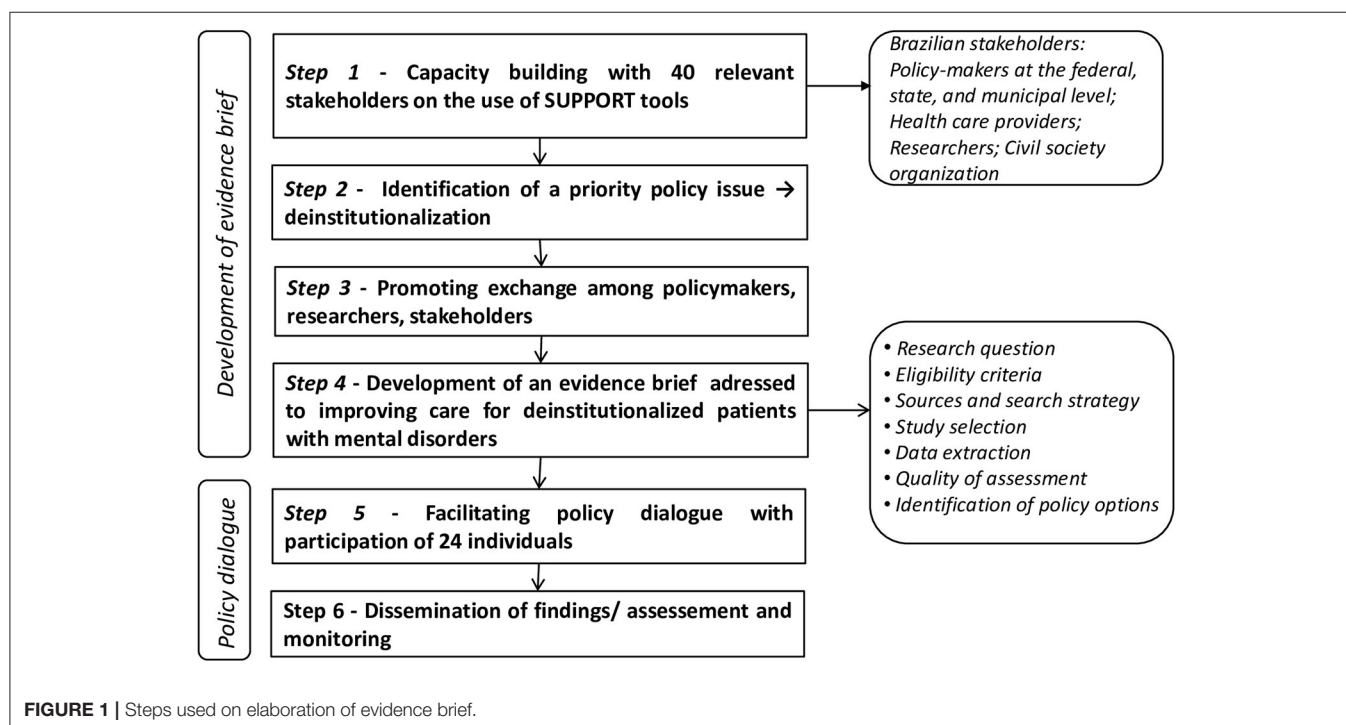 Development of evidence brief
Step 1 - Capacity building with 40 relevant
stakeholders on the use of SUPPORT tools
Brazilian stakeholders:
Policy-makers at the federal,
state, and municipal level;
Health care providers;
Researchers; Civil society
organization
Step 2 - Identification of a priority policy issue →
deinstitutionalization
Step 3 - Promoting exchange among policymakers,
researchers, stakeholders
Step 4 - Development of an evidence brief adressed
to improving care for deinstitutionalized patients
with mental disorders
• Research question
• Eligibility criteria
• Sources and search strategy
• Study selection
• Data extraction
• Quality of assessment
• Identification of policy options
Policy dialogue
Step 5 - Facilitating policy dialogue with
participation of 24 individuals
Step 6 - Dissemination of findings/ assessement and
monitoring
FIGURE 1 | Steps used on elaboration of evidence brief.